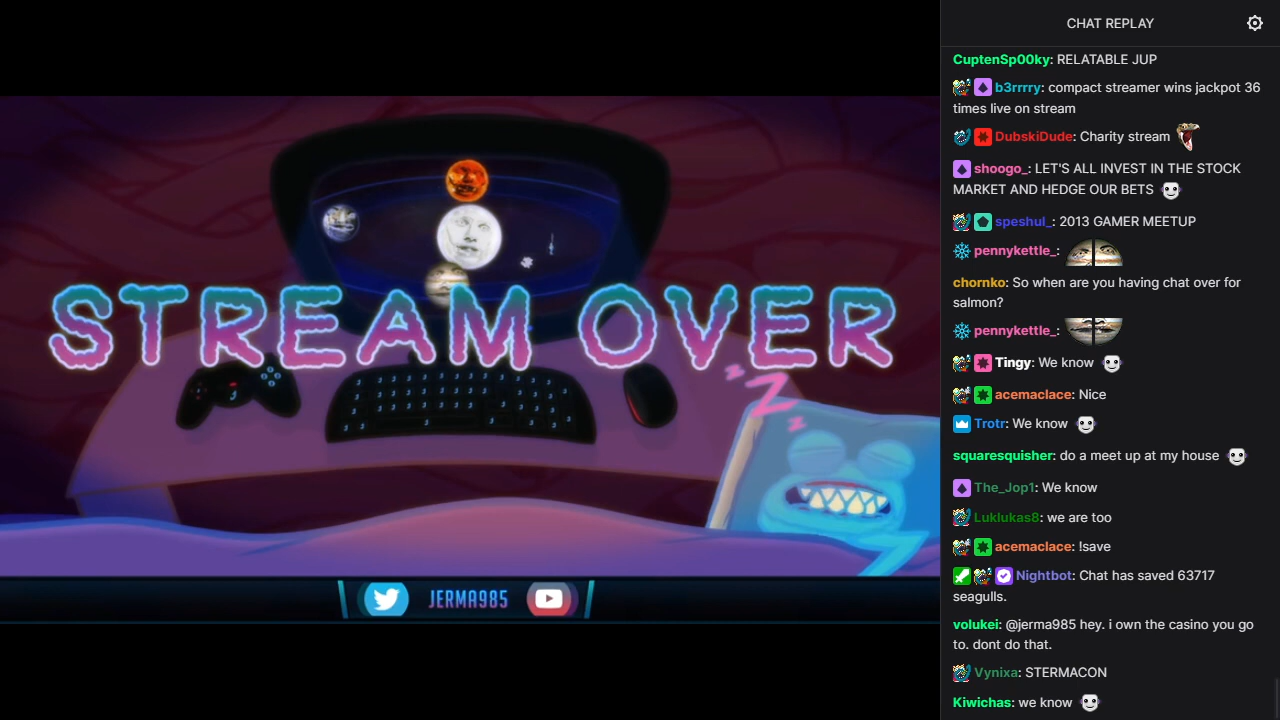 STREAM OVER
z
Z
z
JERMA985
CHAT REPLAY
CuptenSp00ky: RELATABLE JUP
b3rrrry: compact streamer wins jackpot 36
times live on stream
DubskiDude: Charity stream
shoogo_: LET'S ALL INVEST IN THE STOCK
MARKET AND HEDGE OUR BETS
speshul_: 2013 GAMER MEETUP
pennykettle_:
chornko: So when are you having chat over for
salmon?
pennykettle_:
Tingy: We know
acemaclace: Nice
Trotr: We know
squaresquisher: do a meet up at my house
The_Jop1: We know
Luklukas8: we are too
acemaclace: !save
Nightbot: Chat has saved 63717
seagulls.
volukei: @jerma985 hey. i own the casino you go
to. dont do that.
Vynixa: STERMACON
Kiwichas: we know